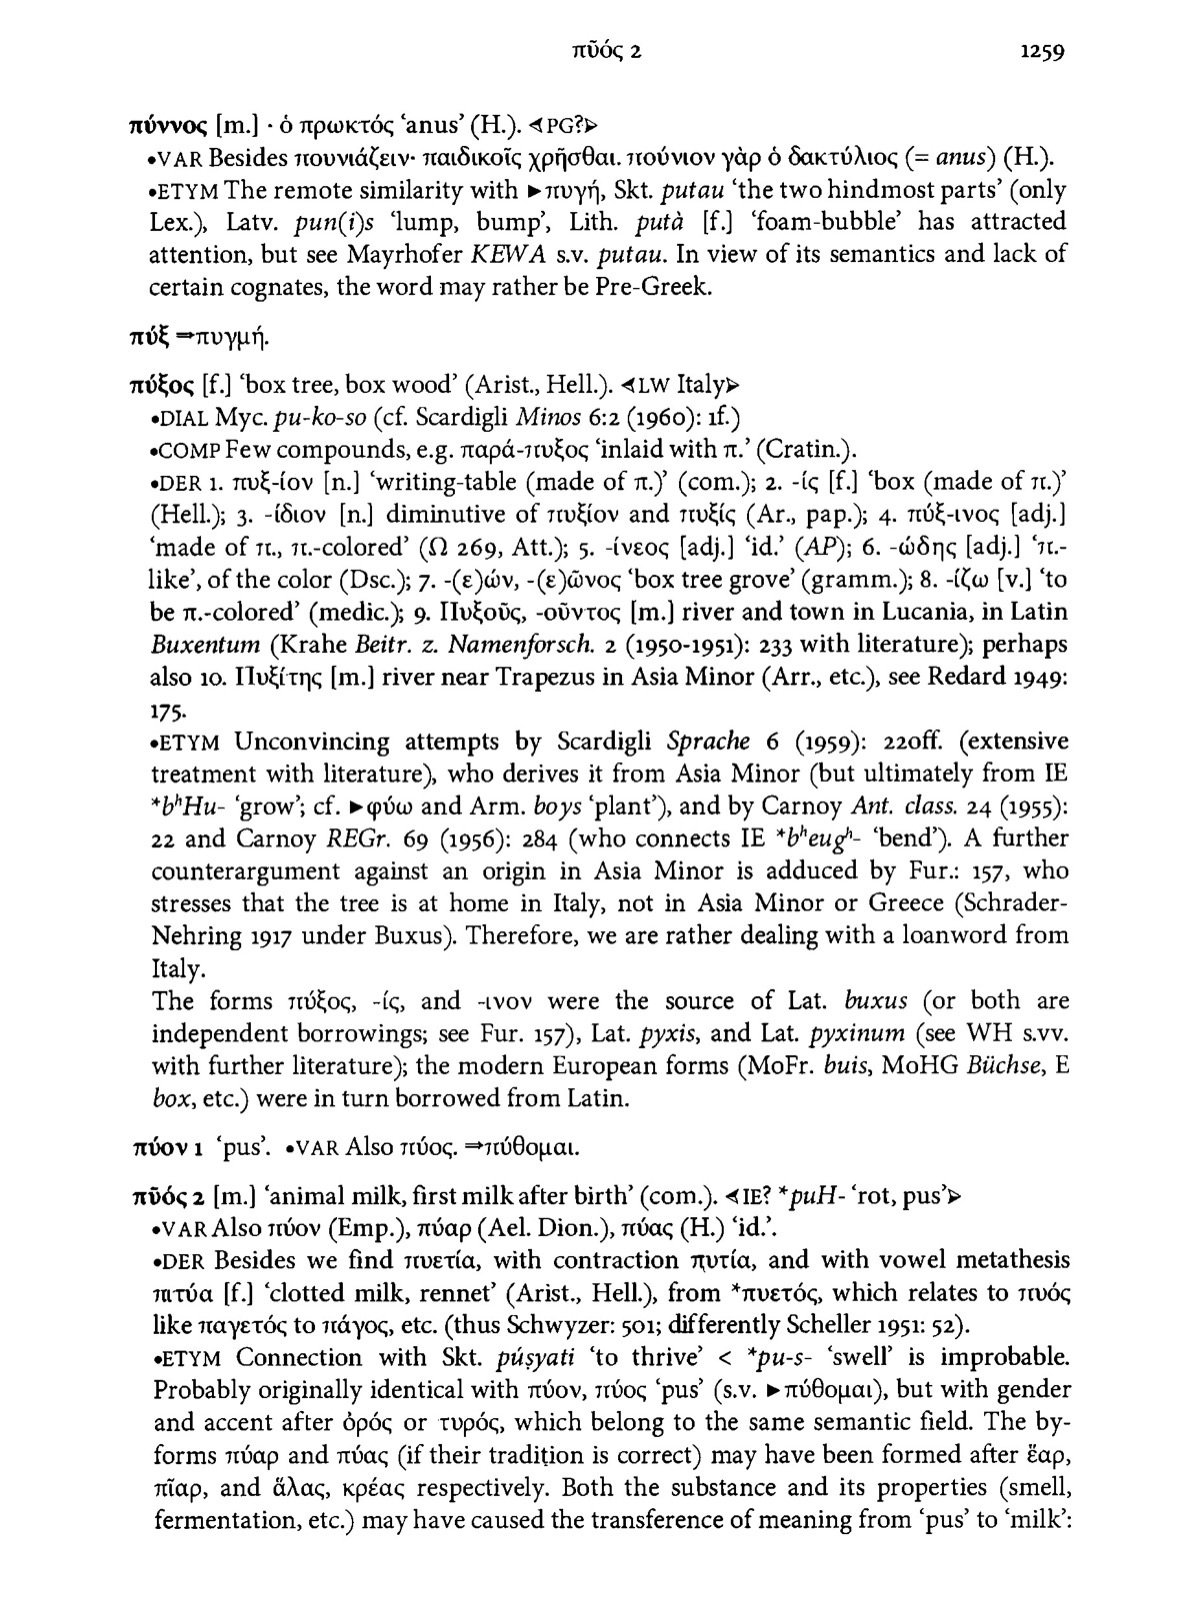 πῡός 2 1259
πύννος [m.] · ὁ πρωκτός ‘anus’ (H.). ⋖PG?⋗
•VAR Besides πουνιάζειν· παιδικοῖς χρῆσθαι. πούνιον γὰρ ὁ δακτύλιος (= anus) (H.).
•ETYM The remote similarity with ►πυγή, Skt. putau ‘the two hindmost parts’ (only
Lex.), Latv. pun(i)s ‘lump, bump’, Lith. putà [f.] ‘foam-bubble’ has attracted
attention, but see Mayrhofer KEWA s.v. putau. In view of its semantics and lack of
certain cognates, the word may rather be Pre-Greek.
πύξ ⇒πυγμή.
πύξος [f.] ‘box tree, box wood’ (Arist., Hell.). ⋖LW Italy⋗
•DIAL Myc. pu-ko-so (cf. Scardigli Minos 6:2 (1960): 1f.)
•COMP Few compounds, e.g. παρά-πυξος ‘inlaid with π.’ (Cratin.).
•DER 1. πυξ-ίον [n.] ‘writing-table (made of π.)’ (com.); 2. -ίς [f.] ‘box (made of π.)’
(Hell.); 3. -ίδιον [n.] diminutive of πυξίον and πυξίς (Ar., pap.); 4. πύξ-ινος [adj.]
‘made of π., π.-colored’ (Ω 269, Att.); 5. -ίνεος [adj.] ‘id.’ (AP); 6. -ώδης [adj.] ‘π.-
like’, of the color (Dsc.); 7. -(ε)ών, -(ε)ῶνος ‘box tree grove’ (gramm.); 8. -ίζω [v.] ‘to
be π.-colored’ (medic.); 9. Πυξοῦς, -οῦντος [m.] river and town in Lucania, in Latin
Buxentum (Krahe Beitr. z. Namenforsch. 2 (1950-1951): 233 with literature); perhaps
also 10. Πυξίτης [m.] river near Trapezus in Asia Minor (Arr., etc.), see Redard 1949:
175.
•ETYM Unconvincing attempts by Scardigli Sprache 6 (1959): 220ff. (extensive
treatment with literature), who derives it from Asia Minor (but ultimately from IE
*bʰHu- ‘grow’; cf. ►φύω and Arm. boys ‘plant’), and by Carnoy Ant. class. 24 (1955):
22 and Carnoy REGr. 69 (1956): 284 (who connects IE *bʰeugʰ- ‘bend’). A further
counterargument against an origin in Asia Minor is adduced by Fur.: 157, who
stresses that the tree is at home in Italy, not in Asia Minor or Greece (Schrader-
Nehring 1917 under Buxus). Therefore, we are rather dealing with a loanword from
Italy.
The forms πύξος, -ίς, and -ινον were the source of Lat. buxus (or both are
independent borrowings; see Fur. 157), Lat. pyxis, and Lat. pyxinum (see WH s.vv.
with further literature); the modern European forms (MoFr. buis, MoHG Büchse, E
box, etc.) were in turn borrowed from Latin.
πύον 1 ‘pus’. •VAR Also πύος. ⇒πύθομαι.
πῡός 2 [m.] ‘animal milk, first milk after birth’ (com.). ⋖IE? *puH- ‘rot, pus’⋗
•VAR Also πύον (Emp.), πύαρ (Ael. Dion.), πύας (H.) ‘id.’.
•DER Besides we find πυετία, with contraction πυτία, and with vowel metathesis
πιτύα [f.] ‘clotted milk, rennet’ (Arist., Hell.), from *πυετός, which relates to πυός
like παγετός to πάγος, etc. (thus Schwyzer: 501; differently Scheller 1951: 52).
•ETYM Connection with Skt. púṣyati ‘to thrive’ < *pu-s- ‘swell’ is improbable.
Probably originally identical with πύον, πύος ‘pus’ (s.v. ►πύθομαι), but with gender
and accent after ὀρός or τυρός, which belong to the same semantic field. The by-
forms πύαρ and πύας (if their tradition is correct) may have been formed after ἔαρ,
πῖαρ, and ἅλας, κρέας respectively. Both the substance and its properties (smell,
fermentation, etc.) may have caused the transference of meaning from ‘pus’ to ‘milk’: